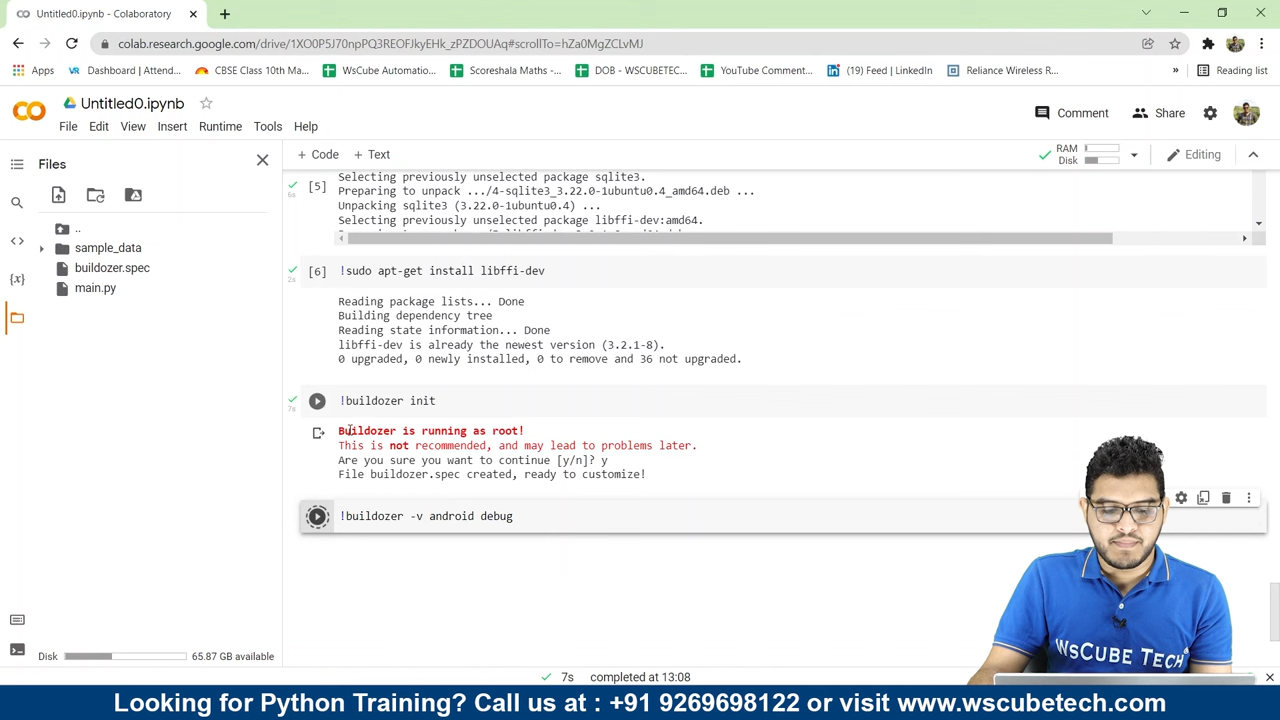 Untitled0.ipynb - Colaboratory
colab.research.google.com/drive/1XO0P5J70npPQ3REOFJkyEHk_zPZDOUAq#scrollTo=hZa0MgZCLvMJ
Apps
Dashboard | Attend...
CBSE Class 10th Ma...
WsCube Automatio...
Scoreshala Maths -...
DOB - WSCUBETECH...
YouTube Comment...
(19) Feed | LinkedIn
Reliance Wireless R...
»
Reading list
Untitled0.ipynb
Comment
Share
File
Edit
View
Insert
Runtime
Tools
Help
Files
+ Code
+ Text
RAM
Disk
Editing
..
sample_data
buildozer.spec
main.py
Disk
65.87 GB available
[5]
6s
Selecting previously unselected package sqlite3.
Preparing to unpack .../4-sqlite3_3.22.0-1ubuntu0.4_amd64.deb ...
Unpacking sqlite3 (3.22.0-1ubuntu0.4) ...
Selecting previously unselected package libffi-dev:amd64.
[6]
2s
!sudo apt-get install libffi-dev
Reading package lists... Done
Building dependency tree
Reading state information... Done
libffi-dev is already the newest version (3.2.1-8).
0 upgraded, 0 newly installed, 0 to remove and 36 not upgraded.
!buildozer init
7s
Buildozer is running as root!
This is not recommended, and may lead to problems later.
Are you sure you want to continue [y/n]? y
File buildozer.spec created, ready to customize!
!buildozer -v android debug
WsCUBE TECH
7s completed at 13:08
Looking for Python Training? Call us at : +91 9269698122 or visit www.wscubetech.com